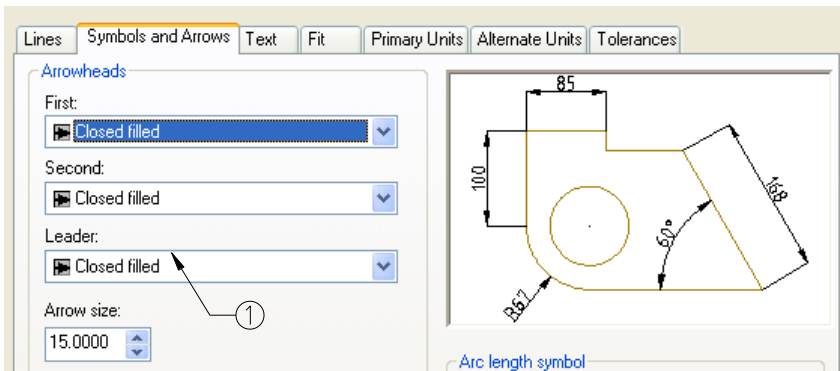 Lines Symbols and Arrows Text Fit Primary Units Alternate Units Tolerances
Arrowheads
First:
Closed filled
Second:
Closed filled
Leader:
Closed filled
1
Arrow size:
15.0000
85
100
168
60°
R67
Arc length symbol